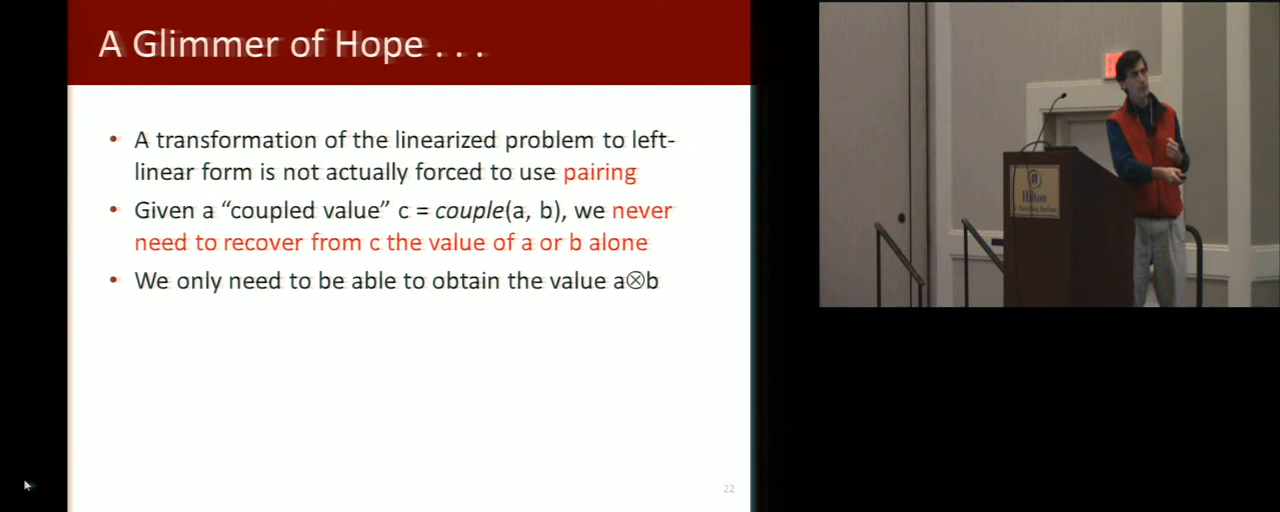 A Glimmer of Hope . . .
• A transformation of the linearized problem to left-
linear form is not actually forced to use pairing
• Given a “coupled value” c = couple(a, b), we never
need to recover from c the value of a or b alone
• We only need to be able to obtain the value a⊗b
22
Hilton